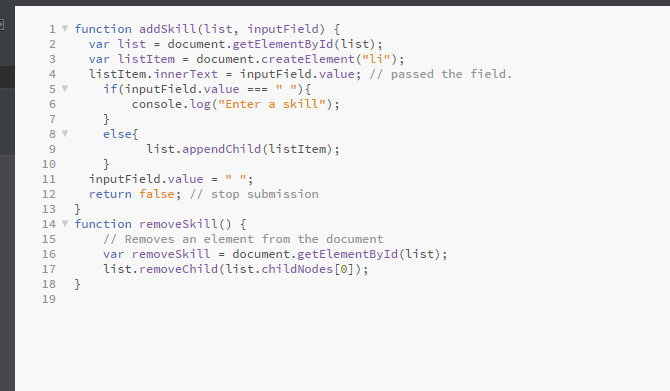 1 function addSkill(list, inputField) {
2   var list = document.getElementById(list);
3   var listItem = document.createElement("li");
4   listItem.innerText = inputField.value; // passed the field.
5     if(inputField.value === " "){
6         console.log("Enter a skill");
7     }
8     else{
9           list.appendChild(listItem);
10     }
11   inputField.value = " ";
12   return false; // stop submission
13 }
14 function removeSkill() {
15     // Removes an element from the document
16     var removeSkill = document.getElementById(list);
17     list.removeChild(list.childNodes[0]);
18 }
19